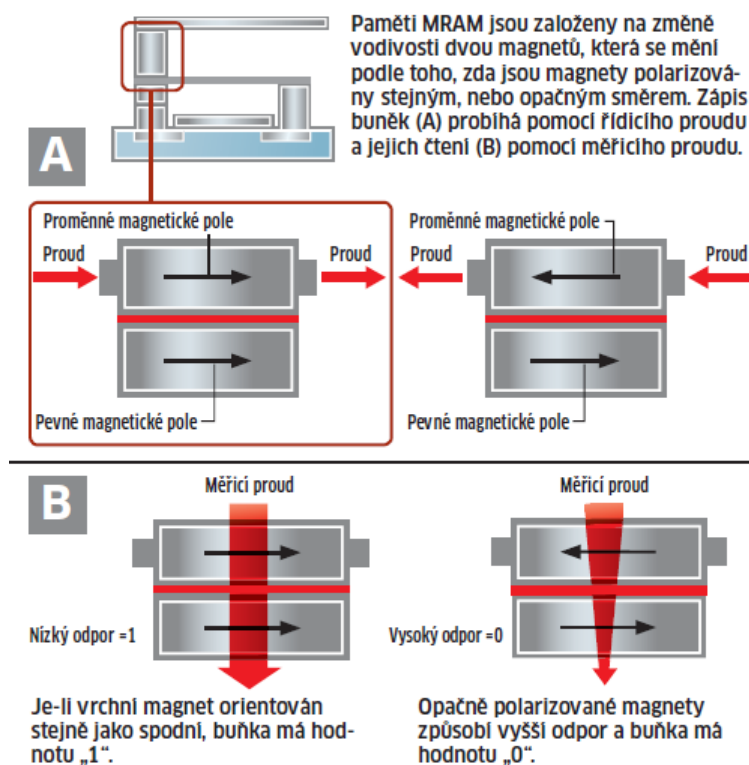 Paměti MRAM jsou založeny na změně
vodivosti dvou magnetů, která se mění
podle toho, zda jsou magnety polarizová-
ny stejným, nebo opačným směrem. Zápis
buněk (A) probíhá pomocí řídicího proudu
a jejich čtení (B) pomocí měřicího proudu.
A
Proměnné magnetické pole
Proud
Proud
Pevné magnetické pole
Proměnné magnetické pole
Proud
Proud
Pevné magnetické pole
B
Měřicí proud
Nízký odpor =1
Je-li vrchní magnet orientován
stejně jako spodní, buňka má hod-
notu „1“.
Měřicí proud
Vysoký odpor =0
Opačně polarizované magnety
způsobí vyšší odpor a buňka má
hodnotu „0“.